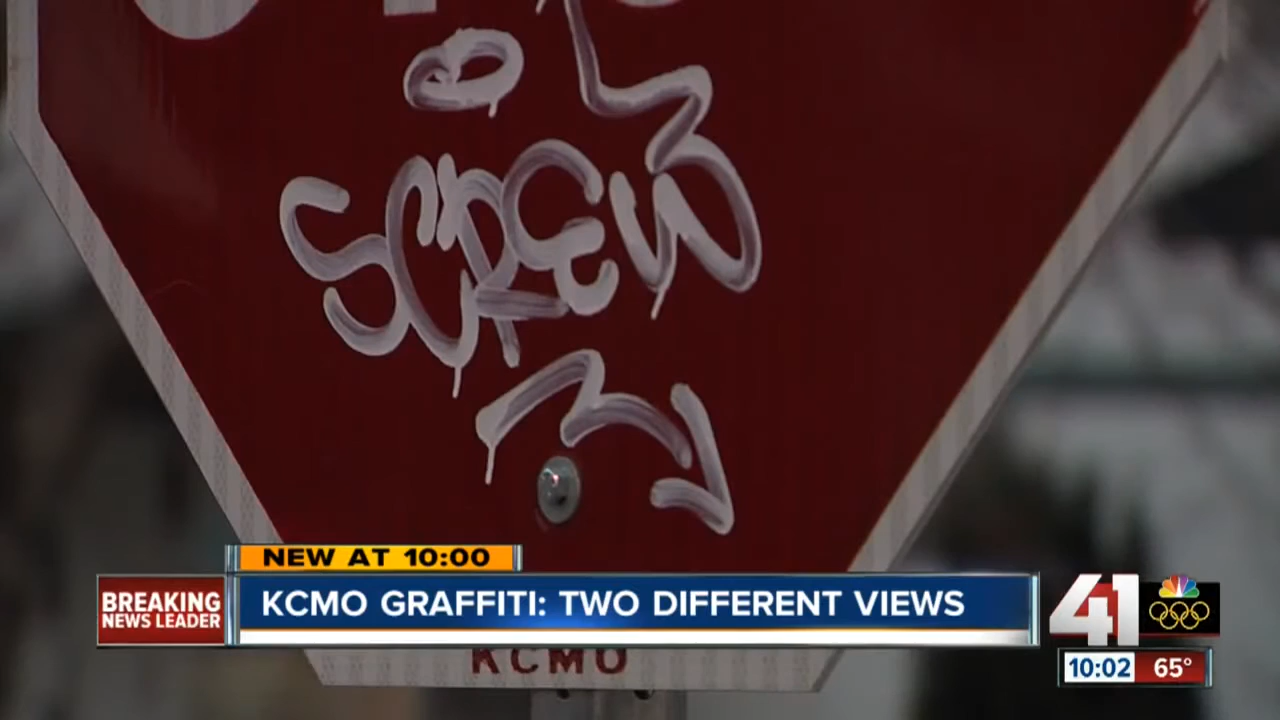 SCREW
NEW AT 10:00
BREAKING
NEWS LEADER
KCMO GRAFFITI: TWO DIFFERENT VIEWS
41
KCMO
10:02 65°